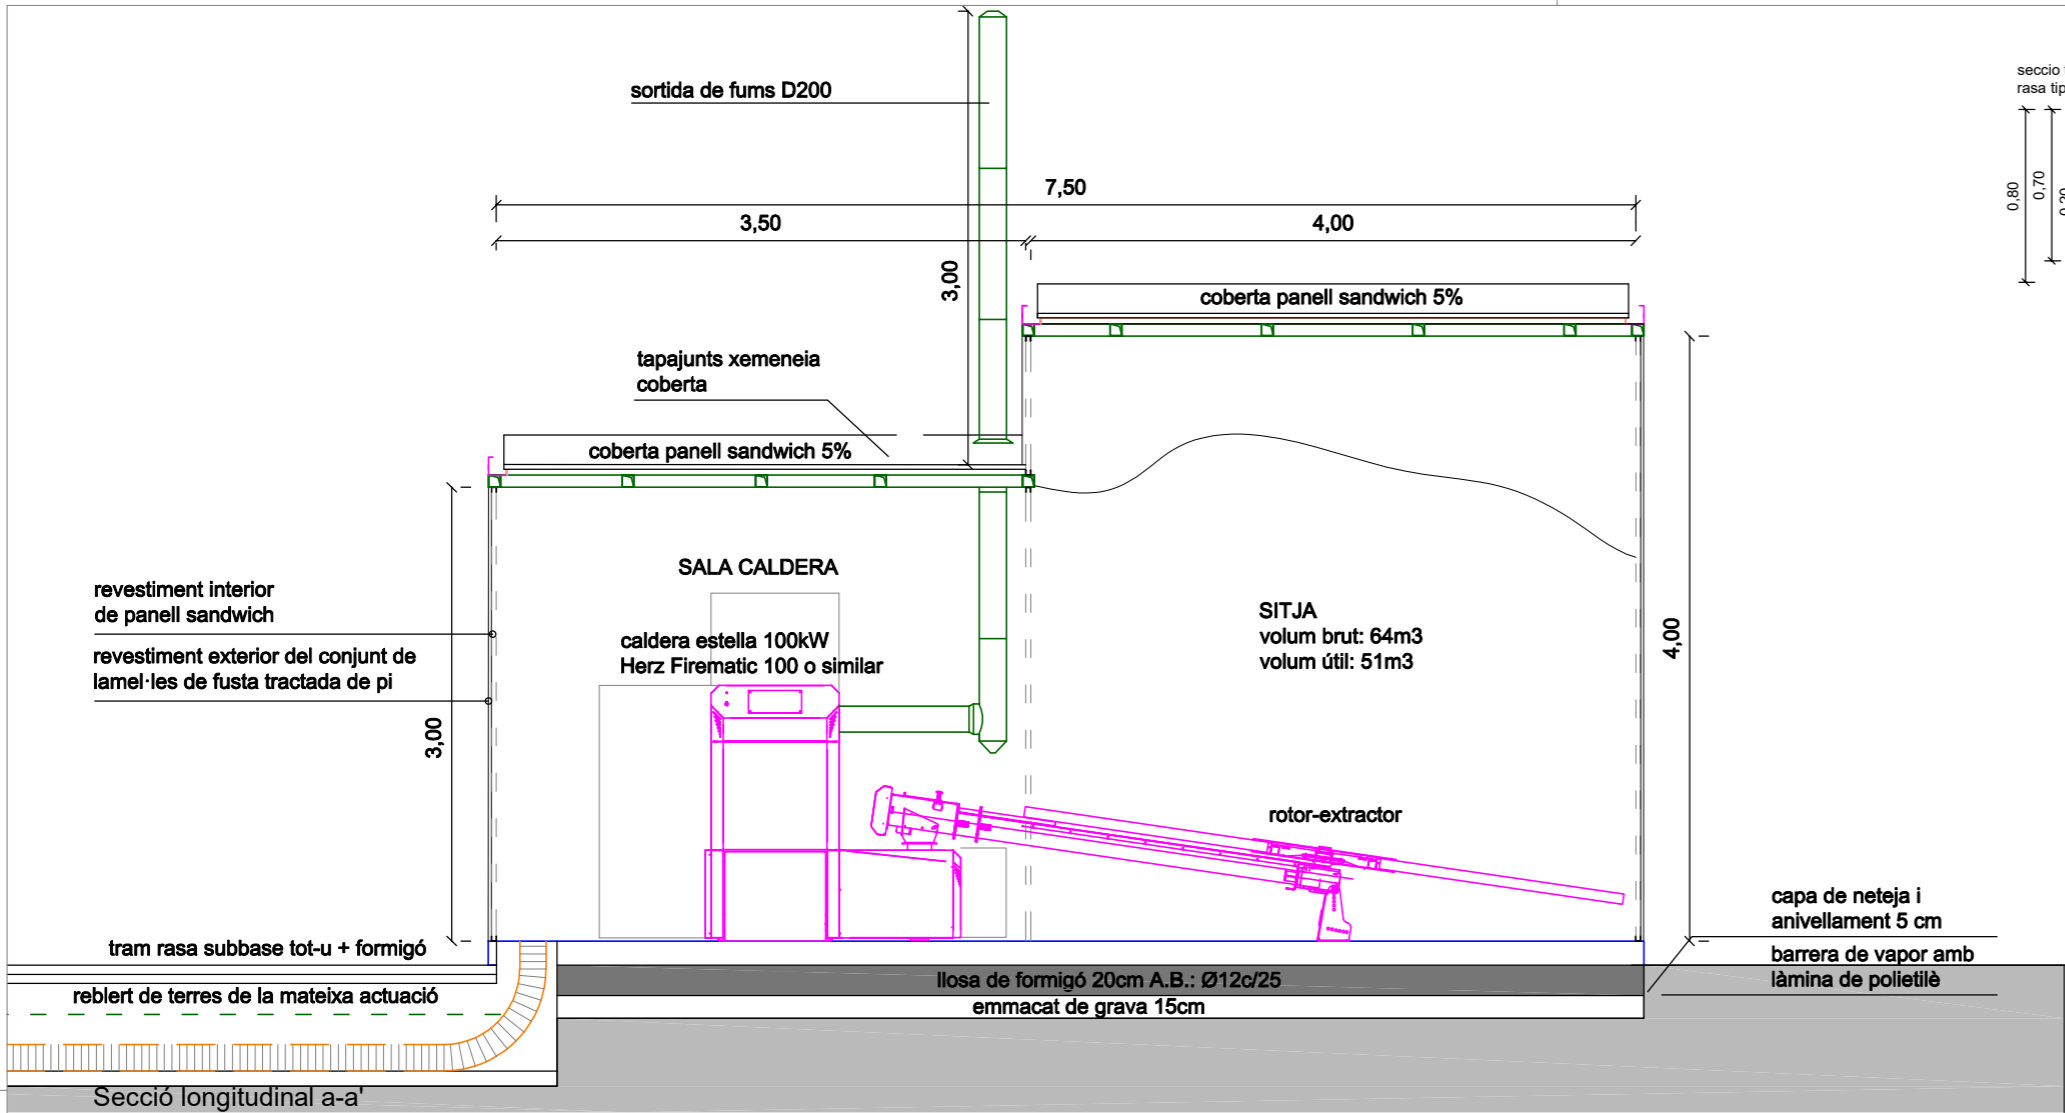 sortida de fums D200
seccio
rasa tip
7,50
3,50
4,00
3,00
0,80
0,70
0,20
coberta panell sandwich 5%
tapajunts xemeneia
coberta
coberta panell sandwich 5%
SALA CALDERA
revestiment interior
de panell sandwich
caldera estella 100kW
Herz Firematic 100 o similar
SITJA
volum brut: 64m3
volum útil: 51m3
revestiment exterior del conjunt de
lamel·les de fusta tractada de pi
4,00
3,00
rotor-extractor
capa de neteja i
anivellament 5 cm
barrera de vapor amb
làmina de polietilè
tram rasa subbase tot-u + formigó
reblert de terres de la mateixa actuació
llosa de formigó 20cm A.B.: Ø12c/25
emmacat de grava 15cm
Secció longitudinal a-a'